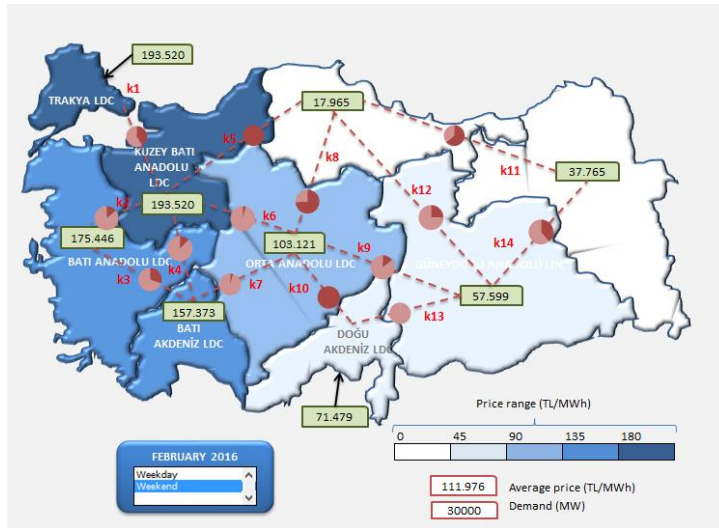 193.520
TRAKYA LDC
k1
17.965
KUZEY BATI
ANADOLU
LDC
k5
k8
k12
k11
37.765
193.520
k6
175.446
BATI ANADOLU LDC
k3
k4
103.121
ORTA ANADOLU LDC
k9
k14
k7
k10
57.599
157.373
BATI
AKDENİZ LDC
k13
DOĞU
AKDENİZ LDC
71.479
Price range (TL/MWh)
0 45 90 135 180
FEBRUARY 2016
Weekday
Weekend
111.976 Average price (TL/MWh)
30000 Demand (MW)